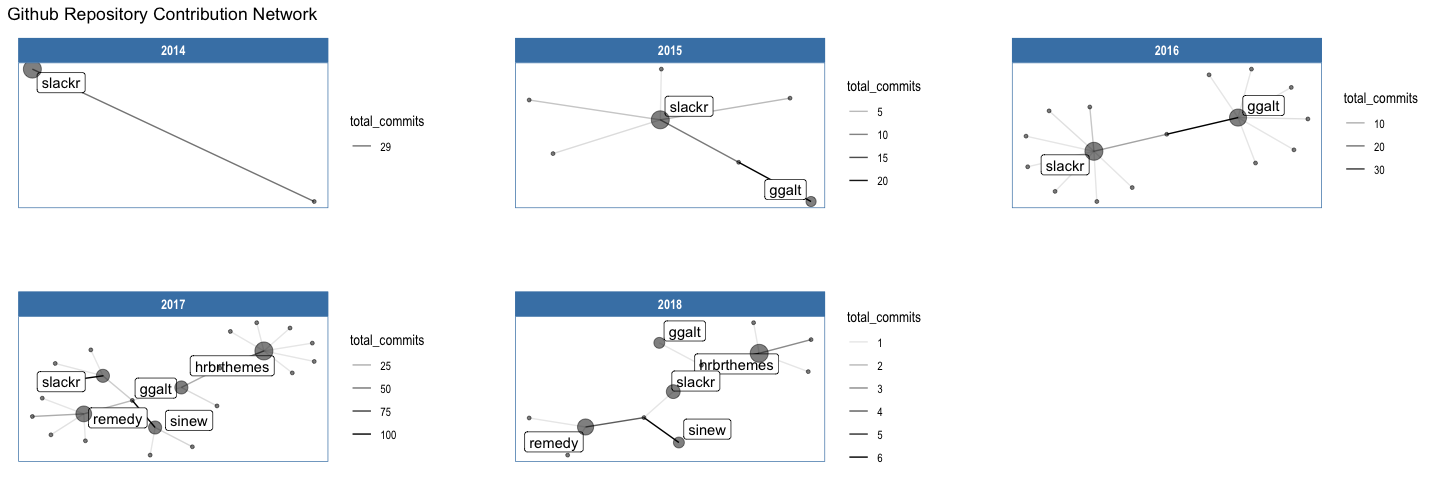 Github Repository Contribution Network
2014
slackr
total_commits
29
2015
slackr
ggalt
total_commits
5
10
15
20
2016
ggalt
slackr
total_commits
10
20
30
2017
hrbrthemes
slackr
ggalt
remedy
sinew
total_commits
25
50
75
100
2018
ggalt
hrbrthemes
slackr
sinew
remedy
total_commits
1
2
3
4
5
6